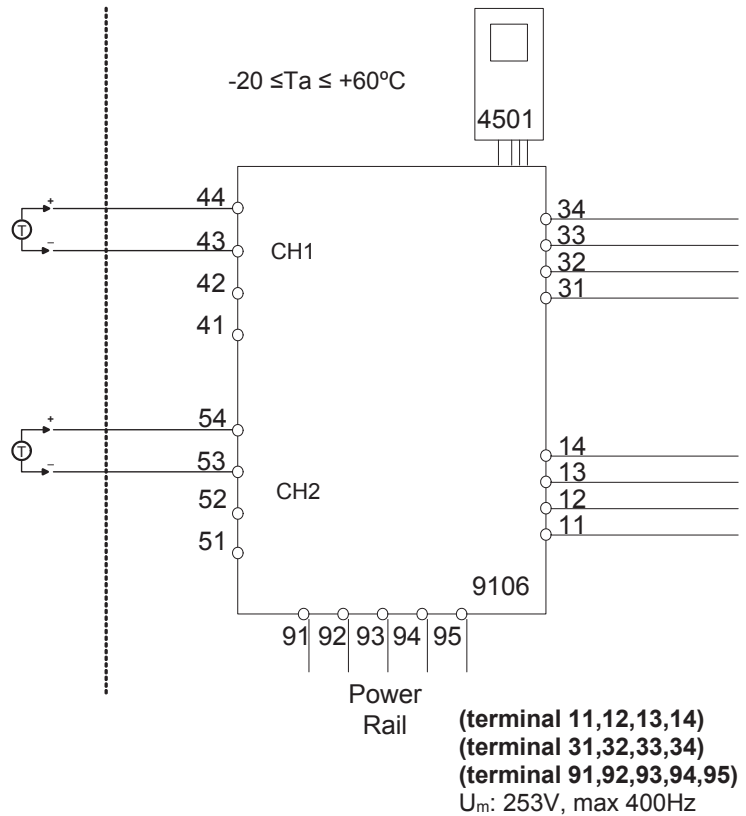 -20 ≤Ta ≤ +60ºC
4501
44
+
T
43
−
CH1
42
41
34
33
32
31
54
+
T
53
−
CH2
52
51
14
13
12
11
9106
91 92 93 94 95
Power
Rail
(terminal 11,12,13,14)
(terminal 31,32,33,34)
(terminal 91,92,93,94,95)
Um: 253V, max 400Hz